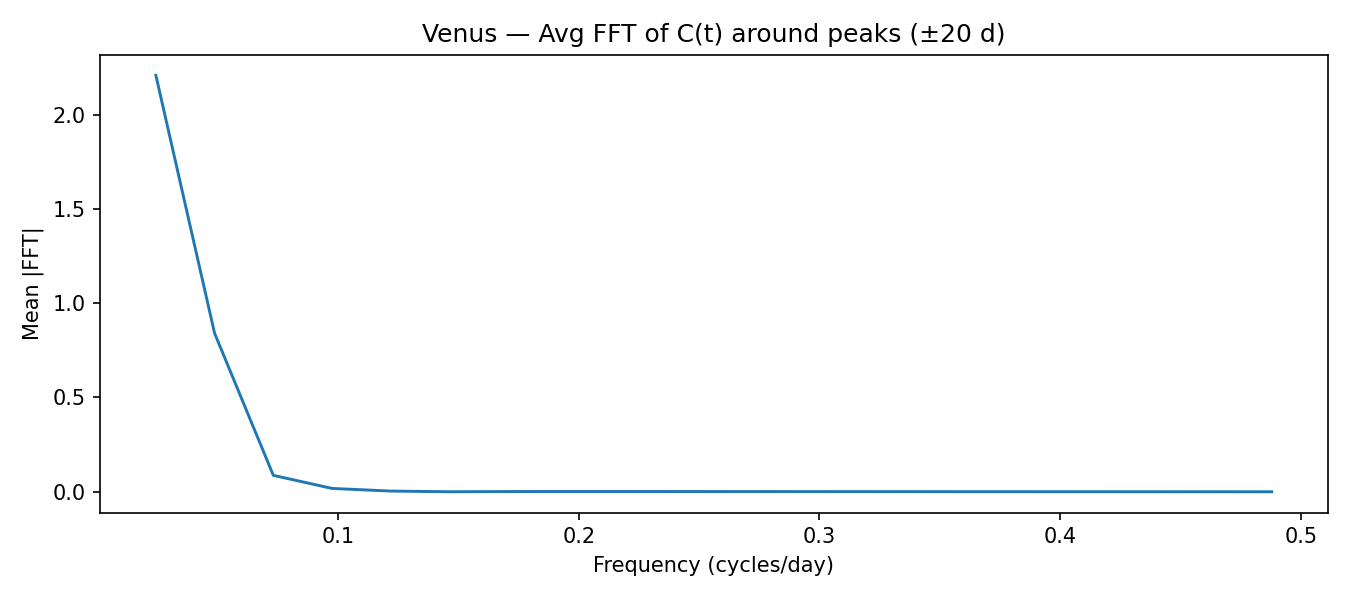 Venus — Avg FFT of C(t) around peaks (±20 d)
Mean |FFT|
2.0
1.5
1.0
0.5
0.0
0.1 0.2 0.3 0.4 0.5
Frequency (cycles/day)